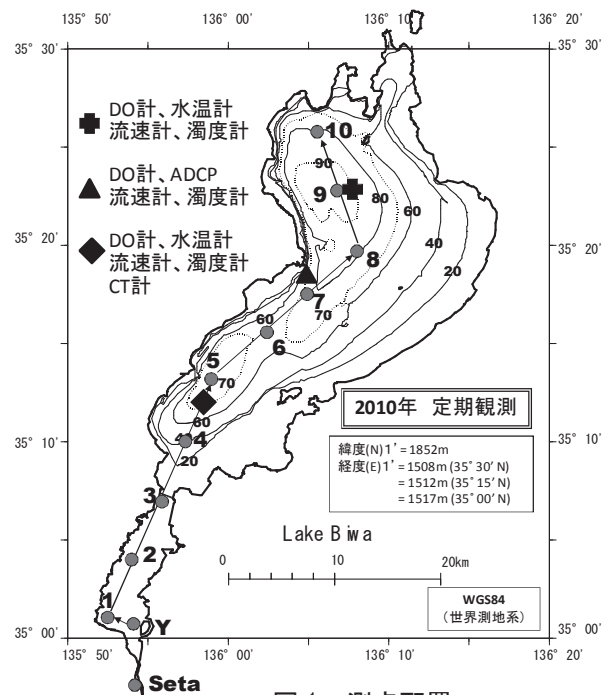 135° 50'
136° 00'
136° 10'
136° 20'
35° 30'
35° 30'
DO計、水温計
流速計、濁度計
DO計、ADCP
流速計、濁度計
DO計、水温計
流速計、濁度計
CT計
10
90
9
80
60
40
20
8
35° 20'
35° 20'
7
70
60
6
5
70
60
4
20
35° 10'
35° 10'
2010年 定期観測
緯度(N)1'=1852m
経度(E)1'=1508m (35°30'N)
=1512m (35°15'N)
=1517m (35°00'N)
3
Lake Biwa
0
10
20km
2
1
Y
WGS84
(世界測地系)
35° 00'
35° 00'
135° 50'
136° 00'
136° 10'
136° 20'
Seta